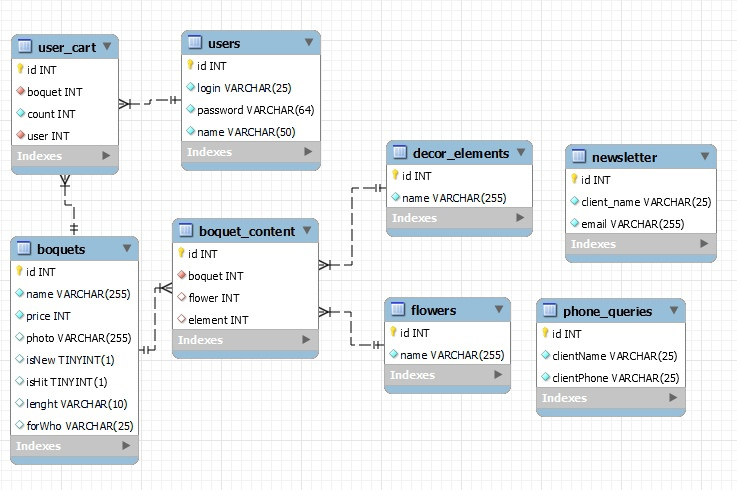 user_cart
id INT
boquet INT
count INT
user INT
Indexes
users
id INT
login VARCHAR(25)
password VARCHAR(64)
name VARCHAR(50)
Indexes
decor_elements
id INT
name VARCHAR(255)
Indexes
newsletter
id INT
client_name VARCHAR(25)
email VARCHAR(255)
Indexes
boquets
id INT
name VARCHAR(255)
price INT
photo VARCHAR(255)
isNew TINYINT(1)
isHit TINYINT(1)
lenght VARCHAR(10)
forWho VARCHAR(25)
Indexes
boquet_content
id INT
boquet INT
flower INT
element INT
Indexes
flowers
id INT
name VARCHAR(255)
Indexes
phone_queries
id INT
clientName VARCHAR(25)
clientPhone VARCHAR(25)
Indexes